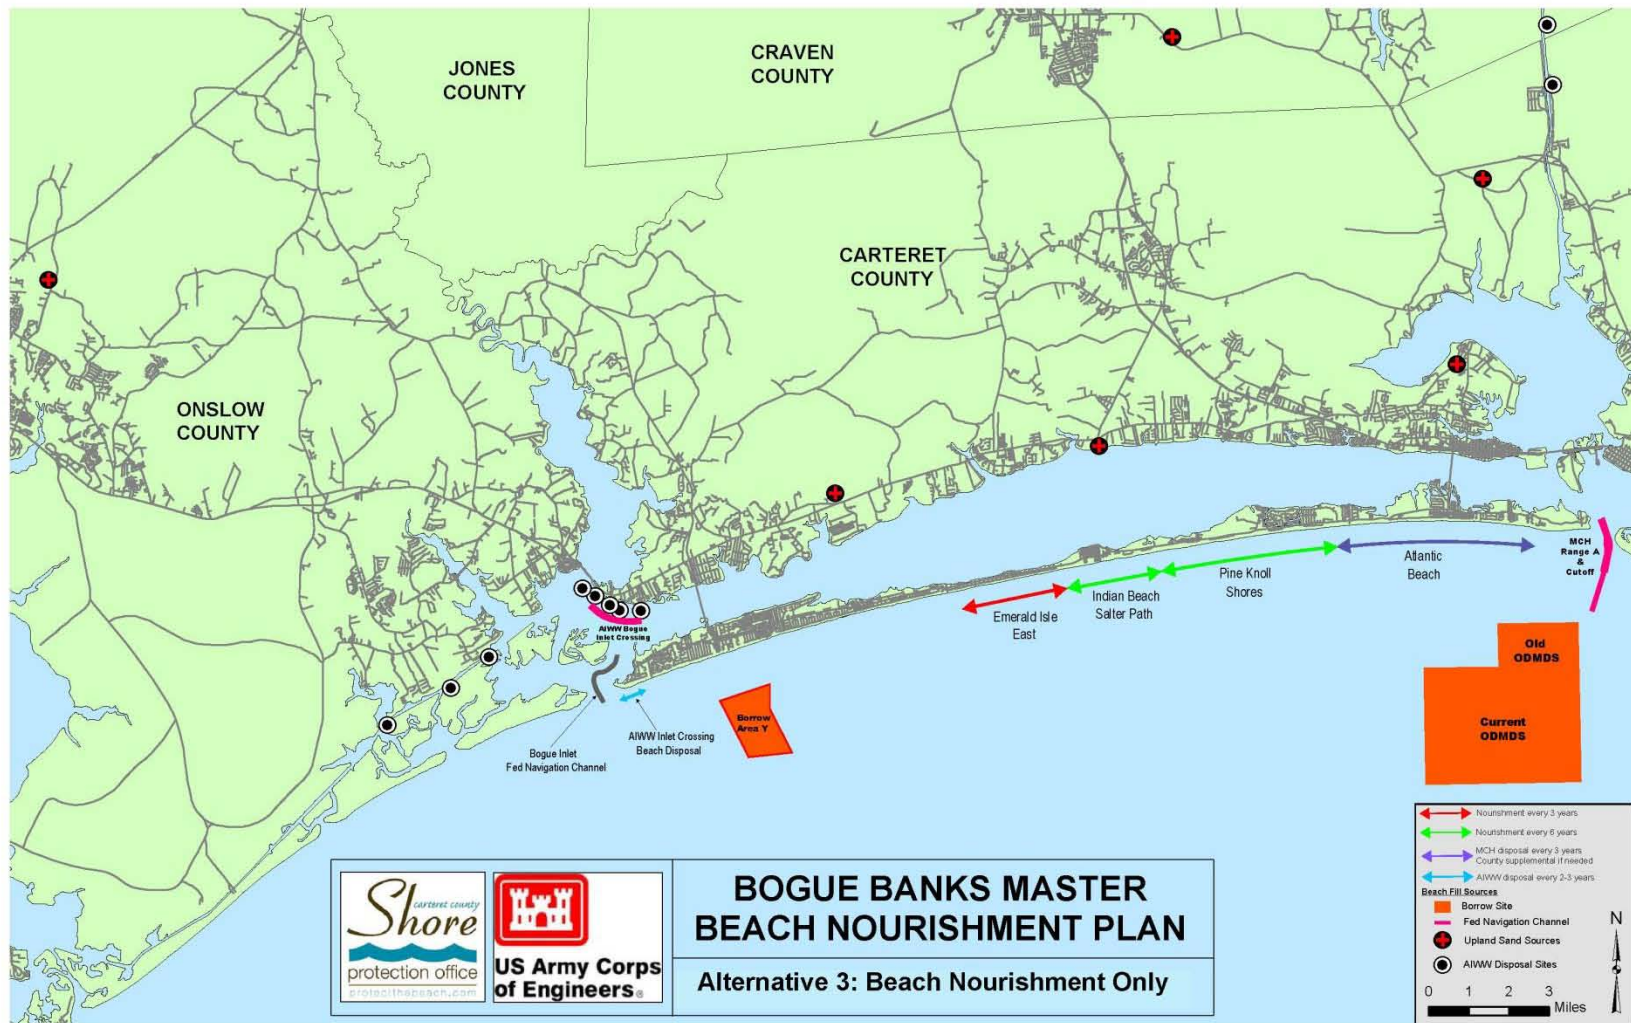 JONES
COUNTY
CRAVEN
COUNTY
CARTERET
COUNTY
ONSLOW
COUNTY
MCH
Range A
&
Cutoff
Atlantic
Beach
Pine Knoll
Shores
Indian Beach
Salter Path
Emerald Isle
East
AIWW Bogue
Inlet Crossing
Old
ODMDS
Current
ODMDS
Borrow
Area Y
AIWW Inlet Crossing
Beach Disposal
Bogue Inlet
Fed Navigation Channel
carteret county
Shore
protection office
protectthebeach.com
US Army Corps
of Engineers®
BOGUE BANKS MASTER
BEACH NOURISHMENT PLAN
Alternative 3: Beach Nourishment Only
Nourishment every 3 years
Nourishment every 6 years
MCH disposal every 3 years
County supplemental if needed
AIWW disposal every 2-3 years
Beach Fill Sources
Borrow Site
Fed Navigation Channel
Upland Sand Sources
AIWW Disposal Sites
N
0 1 2 3
Miles